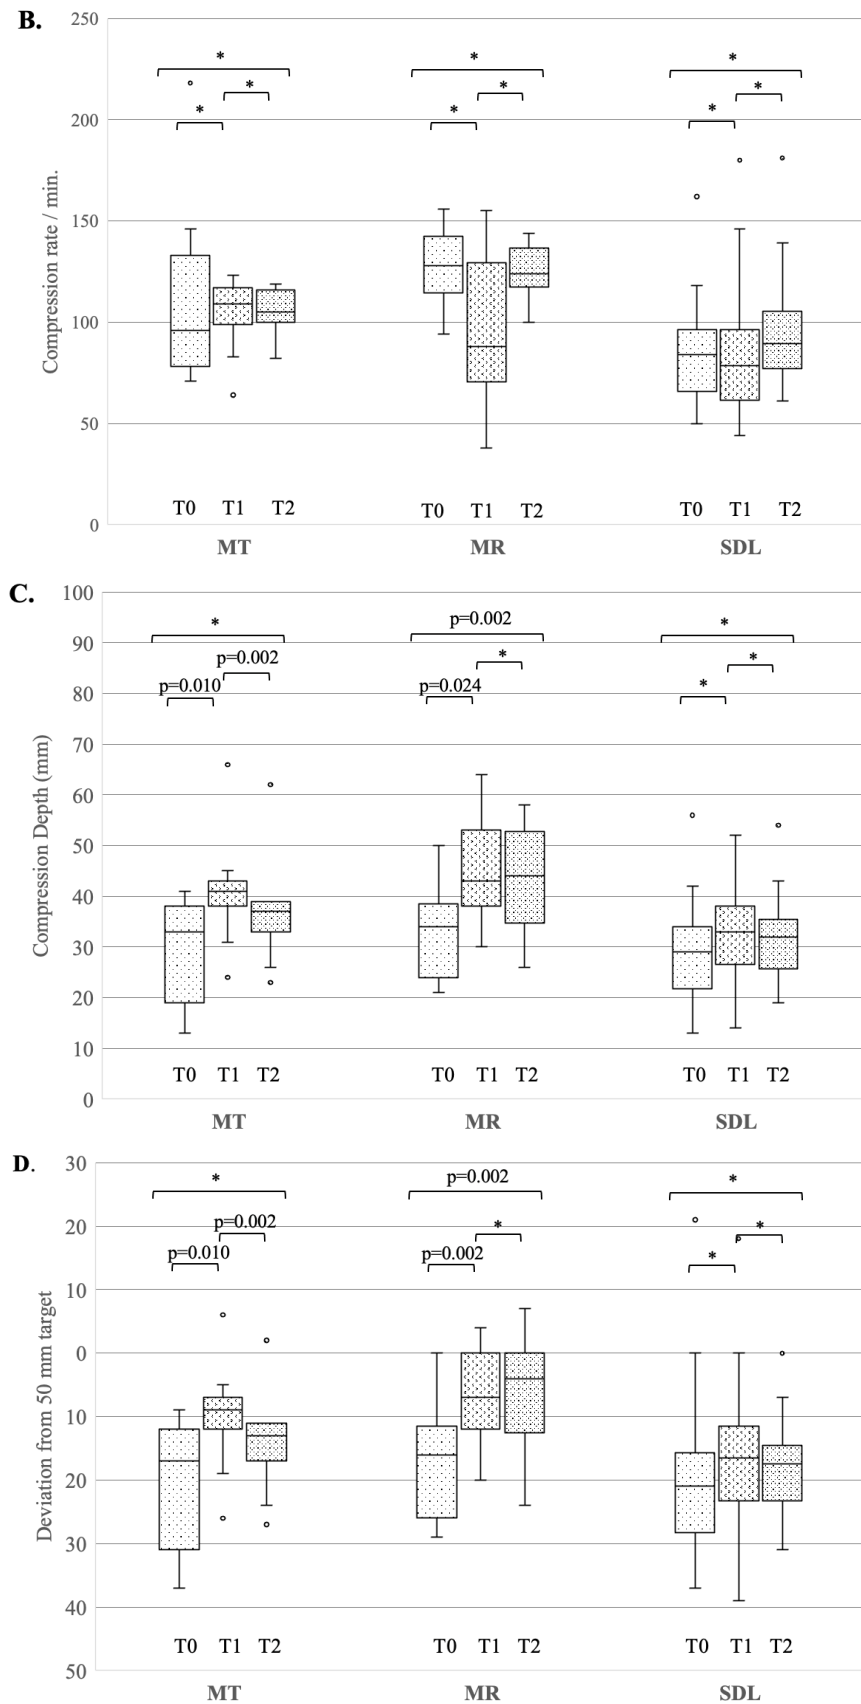 B.
250
*
*
*
*
*
*
*
*
*
200
150
100
50
0
Compression rate / min.
T0 T1 T2 T0 T1 T2 T0 T1 T2
MT MR SDL
C.
100
90
80
70
60
50
40
30
20
10
0
Compression Depth (mm)
* p=0.002 *
p=0.002 * *
p=0.010 p=0.024 *
T0 T1 T2 T0 T1 T2 T0 T1 T2
MT MR SDL
D.
30
20
10
0
10
20
30
40
50
Deviation from 50 mm target
* p=0.002 *
p=0.002 * *
p=0.010 p=0.002 *
T0 T1 T2 T0 T1 T2 T0 T1 T2
MT MR SDL